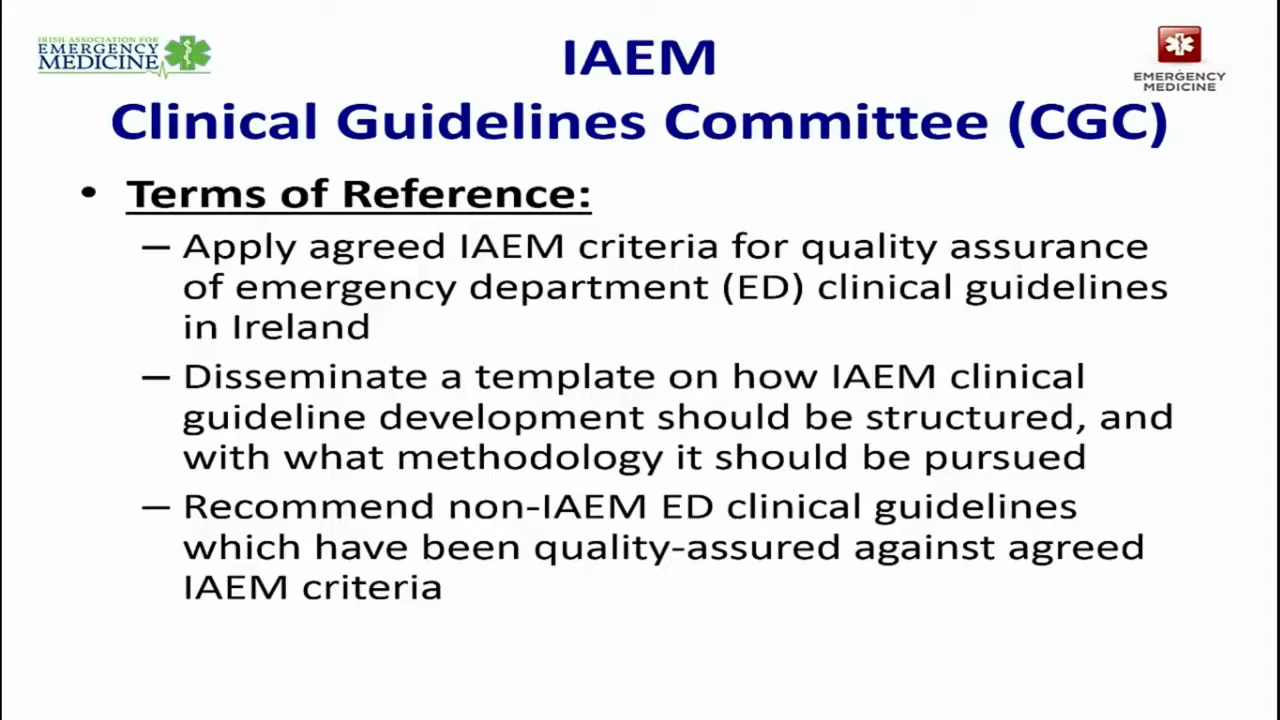 IRISH ASSOCIATION FOR
EMERGENCY
MEDICINE
IAEM
EMERGENCY
MEDICINE
Clinical Guidelines Committee (CGC)
• Terms of Reference:
– Apply agreed IAEM criteria for quality assurance
of emergency department (ED) clinical guidelines
in Ireland
– Disseminate a template on how IAEM clinical
guideline development should be structured, and
with what methodology it should be pursued
– Recommend non-IAEM ED clinical guidelines
which have been quality-assured against agreed
IAEM criteria